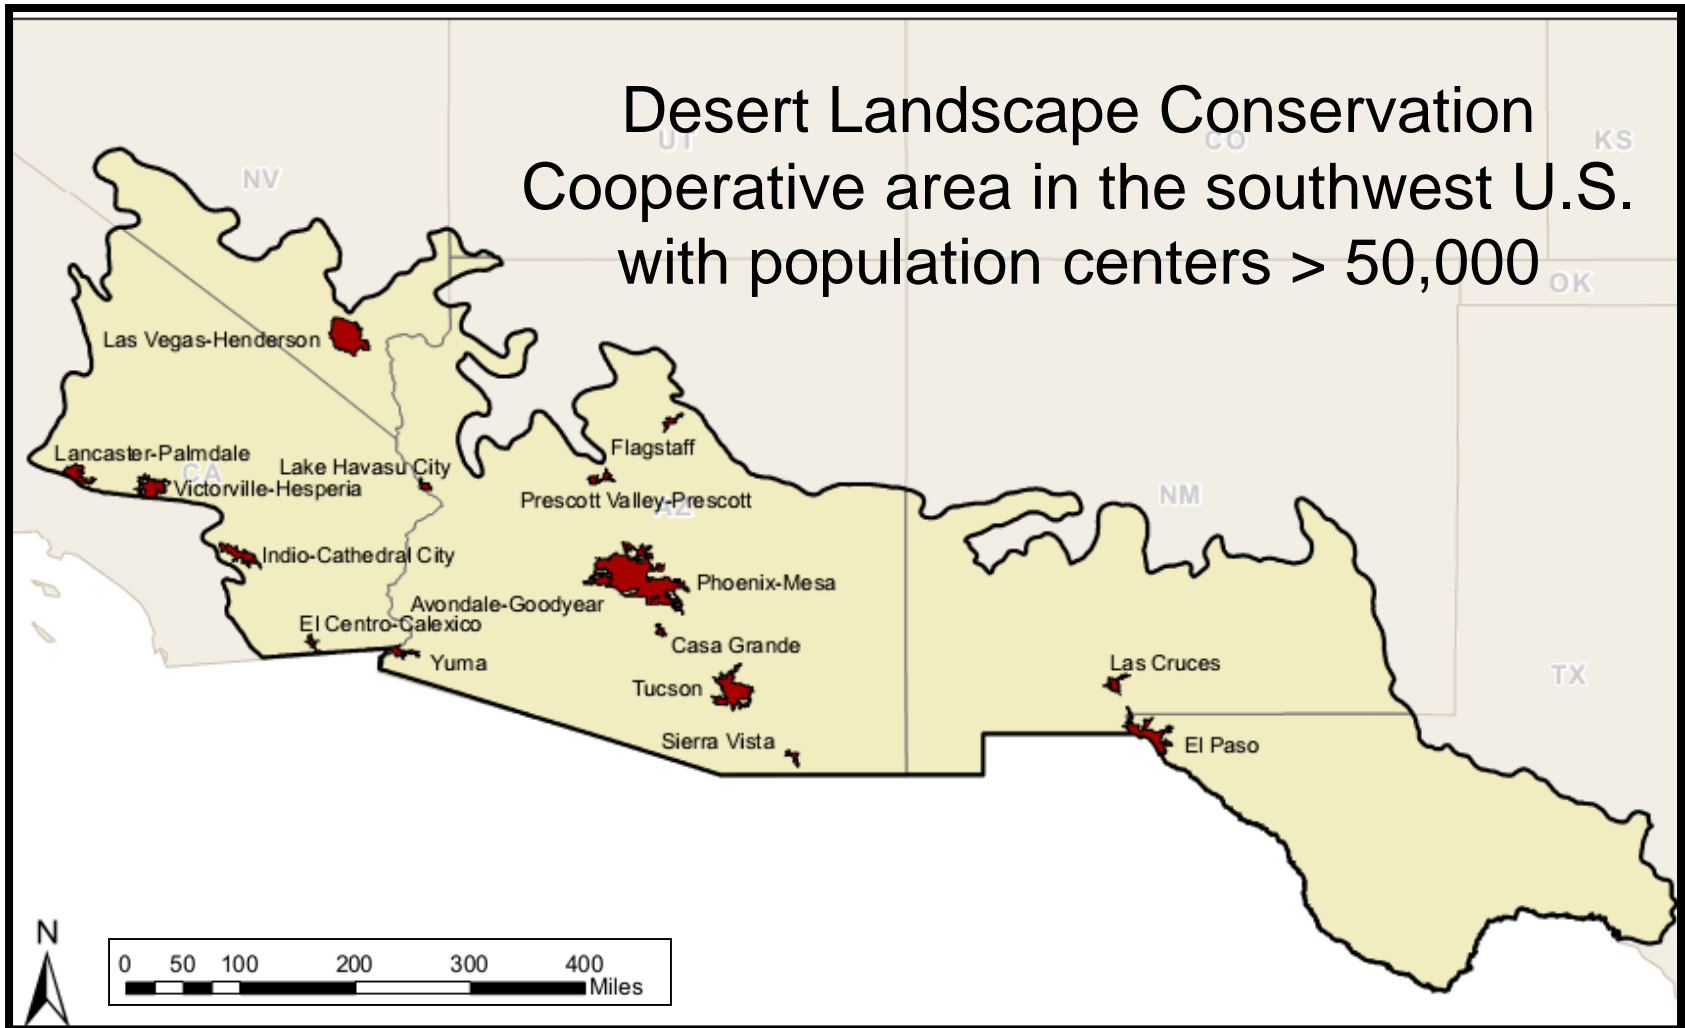 Desert Landscape Conservation
Cooperative area in the southwest U.S.
with population centers > 50,000
UT
CO
KS
NV
OK
Las Vegas-Henderson
Flagstaff
Lancaster-Palmdale
CA
Lake Havasu City
Victorville-Hesperia
Prescott Valley-Prescott
AZ
NM
Indio-Cathedral City
Phoenix-Mesa
Avondale-Goodyear
El Centro-Calexico
Casa Grande
Yuma
Las Cruces
TX
Tucson
Sierra Vista
El Paso
N
0 50 100 200 300 400
Miles